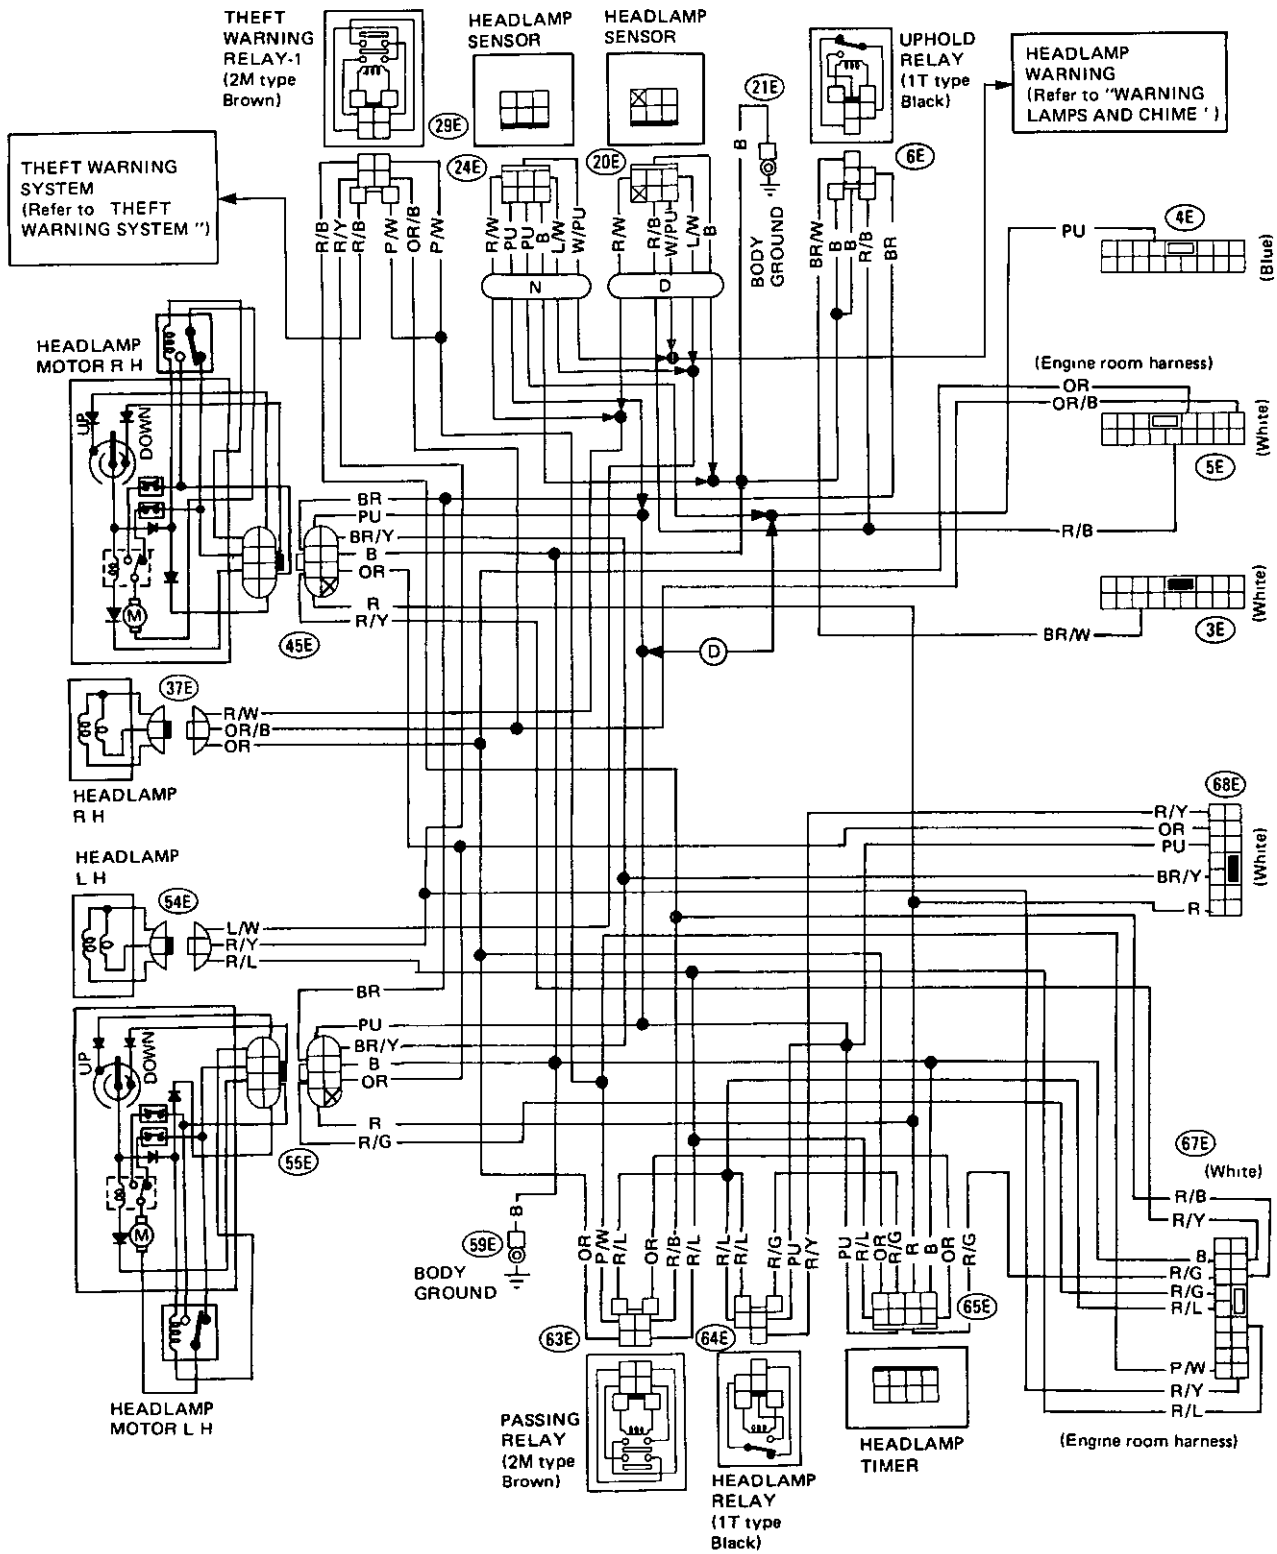 THEFT
WARNING
RELAY-1
(2M type
Brown)
HEADLAMP
SENSOR
HEADLAMP
SENSOR
UPHOLD
RELAY
(1T type
Black)
HEADLAMP
WARNING
(Refer to "WARNING
LAMPS AND CHIME ')
THEFT WARNING
SYSTEM
(Refer to THEFT
WARNING SYSTEM ")
29E
24E
20E
21E
6E
4E
R/B
R/Y
R/B
P/W
OR/B
P/W
R/W
PU
PU
B
L/W
W/PU
R/W
R/B
W/PU
L/W
B
B
BODY
GROUND
BR/W
B
B
R/B
BR
PU
(Blue)
N
D
HEADLAMP
MOTOR R H
UP
DOWN
M
(Engine room harness)
OR
OR/B
(White)
5E
R/B
BR
PU
BR/Y
B
OR
R
R/Y
45E
(White)
BR/W
3E
D
37E
R/W
OR/B
OR
HEADLAMP
R H
68E
R/Y
OR
PU
BR/Y
R
(White)
HEADLAMP
L H
54E
L/W
R/Y
R/L
BR
PU
BR/Y
B
OR
R
R/G
55E
UP
DOWN
M
HEADLAMP
MOTOR L H
67E
(White)
R/B
R/Y
B
R/G
R/G
R/L
P/W
R/Y
R/L
(Engine room harness)
59E
B
BODY
GROUND
OR
P/W
R/L
OR
R/B
R/L
R/L
R/L
R/G
PU
R/Y
PU
R/L
OR
R/G
R
B
OR
R/G
63E
64E
65E
PASSING
RELAY
(2M type
Brown)
HEADLAMP
RELAY
(1T type
Black)
HEADLAMP
TIMER